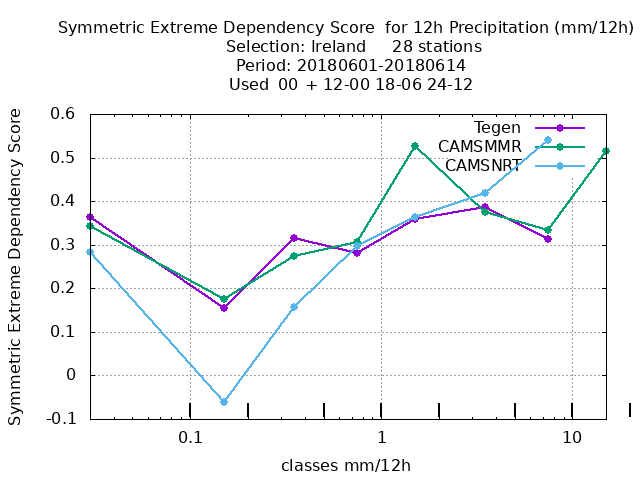 Symmetric Extreme Dependency Score  for 12h Precipitation (mm/12h)
Selection: Ireland     28 stations
Period: 20180601-20180614
Used  00  + 12-00 18-06 24-12
Symmetric Extreme Dependency Score
0.6
0.5
0.4
0.3
0.2
0.1
0
-0.1
Tegen
CAMSMMR
CAMSNRT
0.1
1
10
classes mm/12h